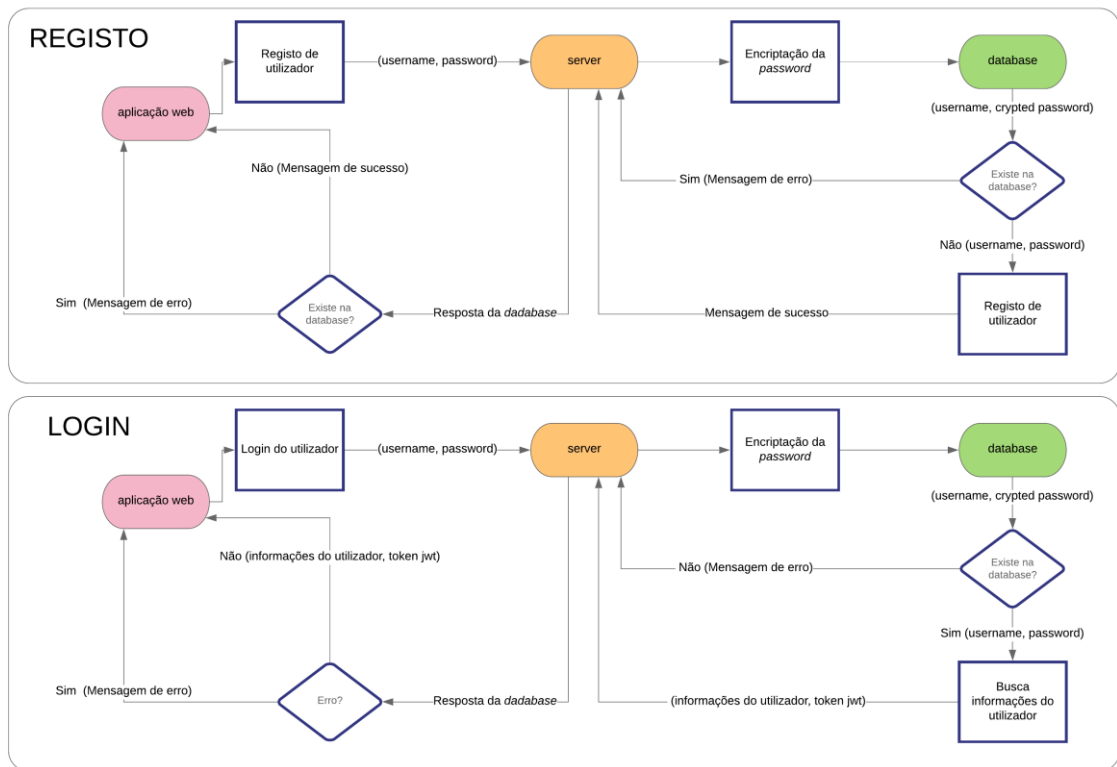 REGISTO
Registo de
utilizador
(username, password)
server
Encriptação da
password
database
aplicação web
(username, crypted password)
Não (Mensagem de sucesso)
Sim (Mensagem de erro)
Existe na
database?
Não (username, password)
Sim  (Mensagem de erro)
Existe na
database?
Resposta da dadabase
Mensagem de sucesso
Registo de
utilizador
LOGIN
Login do utilizador
(username, password)
server
Encriptação da
password
database
aplicação web
(username, crypted password)
Não (informações do utilizador, token jwt)
Não (Mensagem de erro)
Existe na
database?
Sim (username, password)
Sim  (Mensagem de erro)
Erro?
Resposta da dadabase
(informações do utilizador, token jwt)
Busca
informações do
utilizador